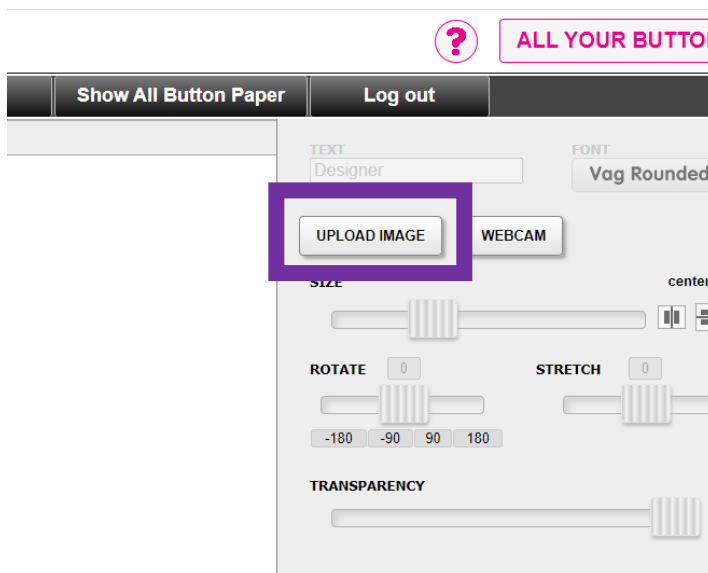 ?
ALL YOUR BUTTO
Show All Button Paper
Log out
TEXT
FONT
Designer
Vag Rounded
UPLOAD IMAGE
WEBCAM
SIZE
center
ROTATE 0
STRETCH 0
-180 -90 90 180
TRANSPARENCY